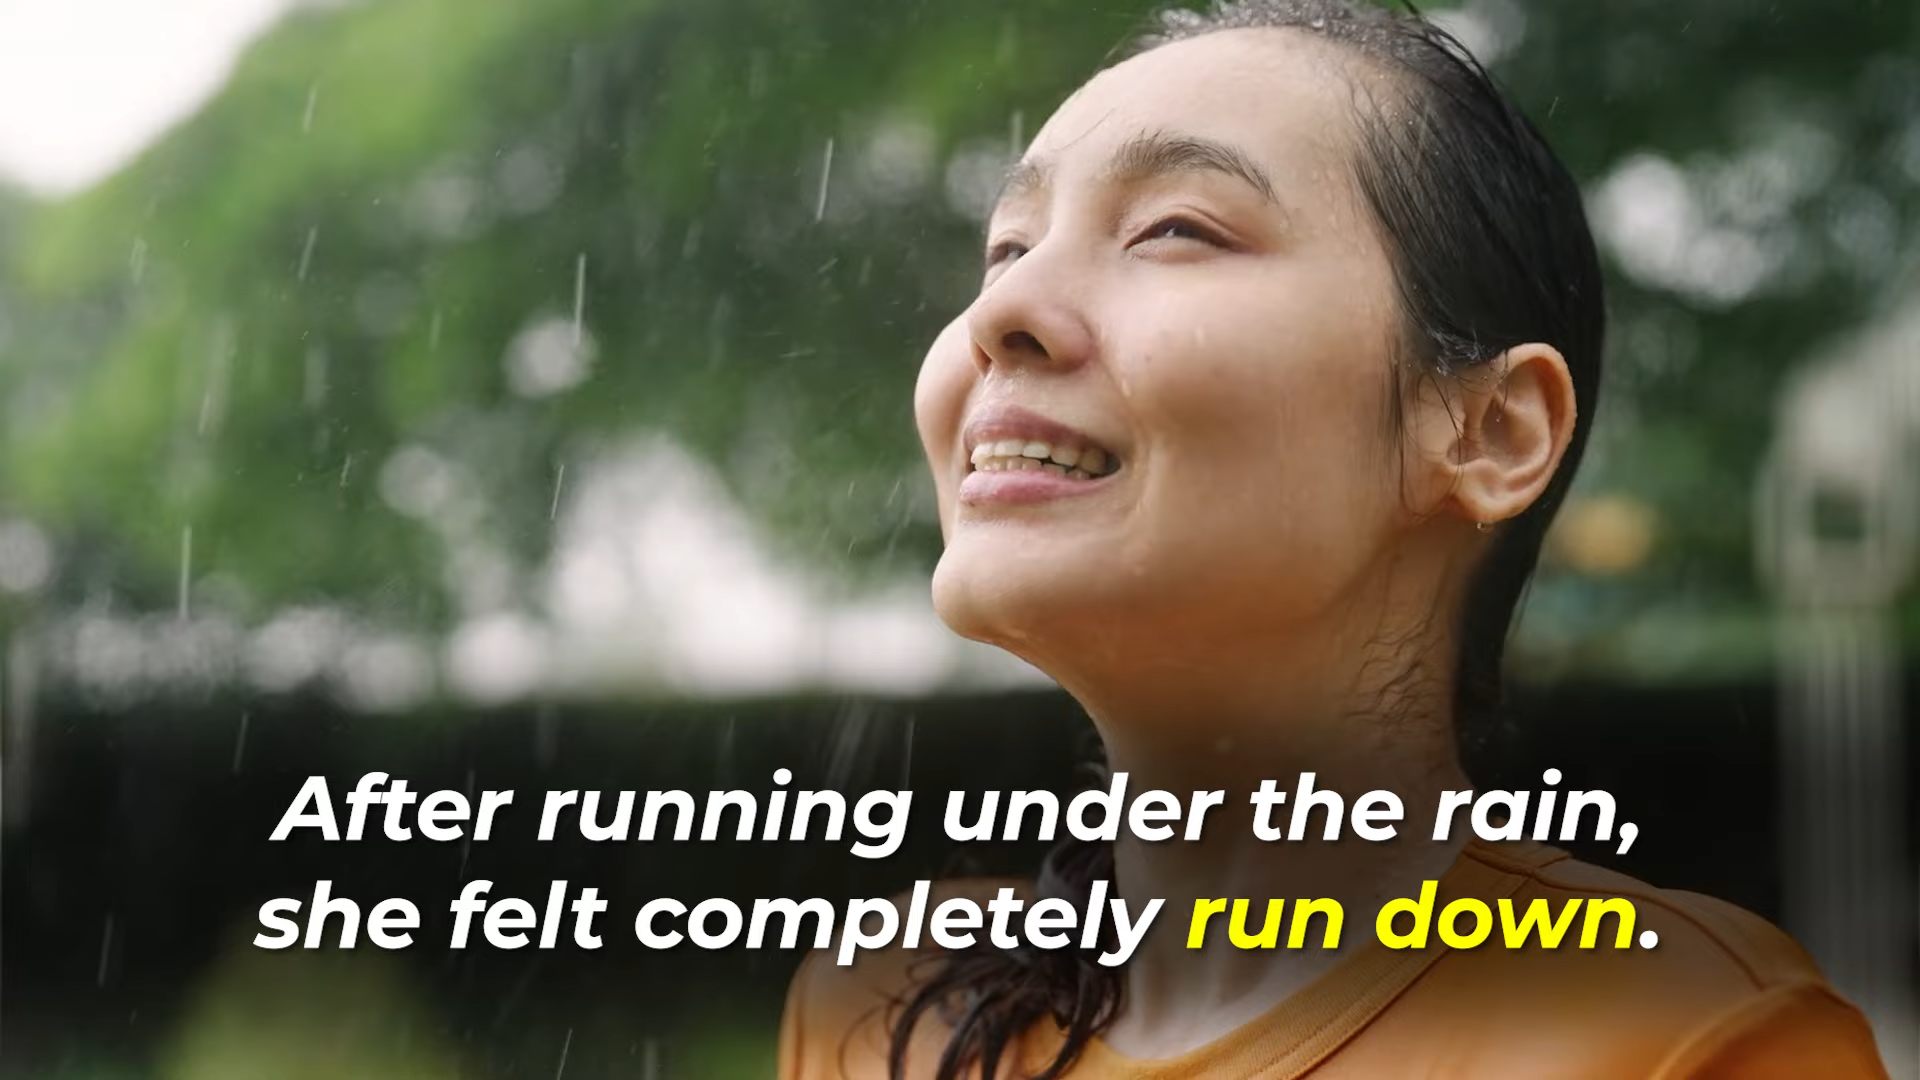 After running under the rain,
she felt completely run down.